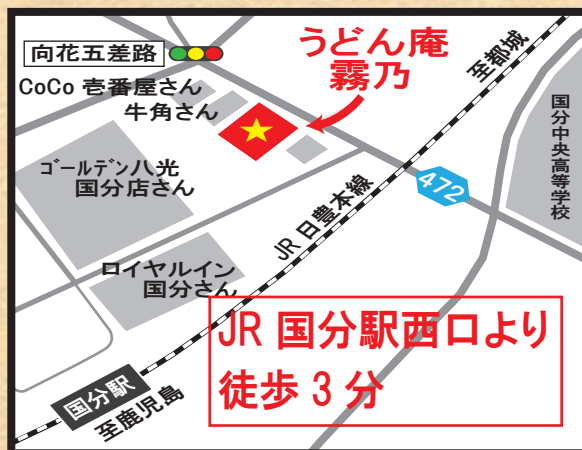 向花五差路
CoCo 壱番屋さん
牛角さん
うどん庵
霧乃
至都城
国分中央高等学校
472
ゴールデン八光
国分店さん
JR日豊本線
ロイヤルイン
国分さん
国分駅
至鹿児島
JR 国分駅西口より
徒歩 3 分